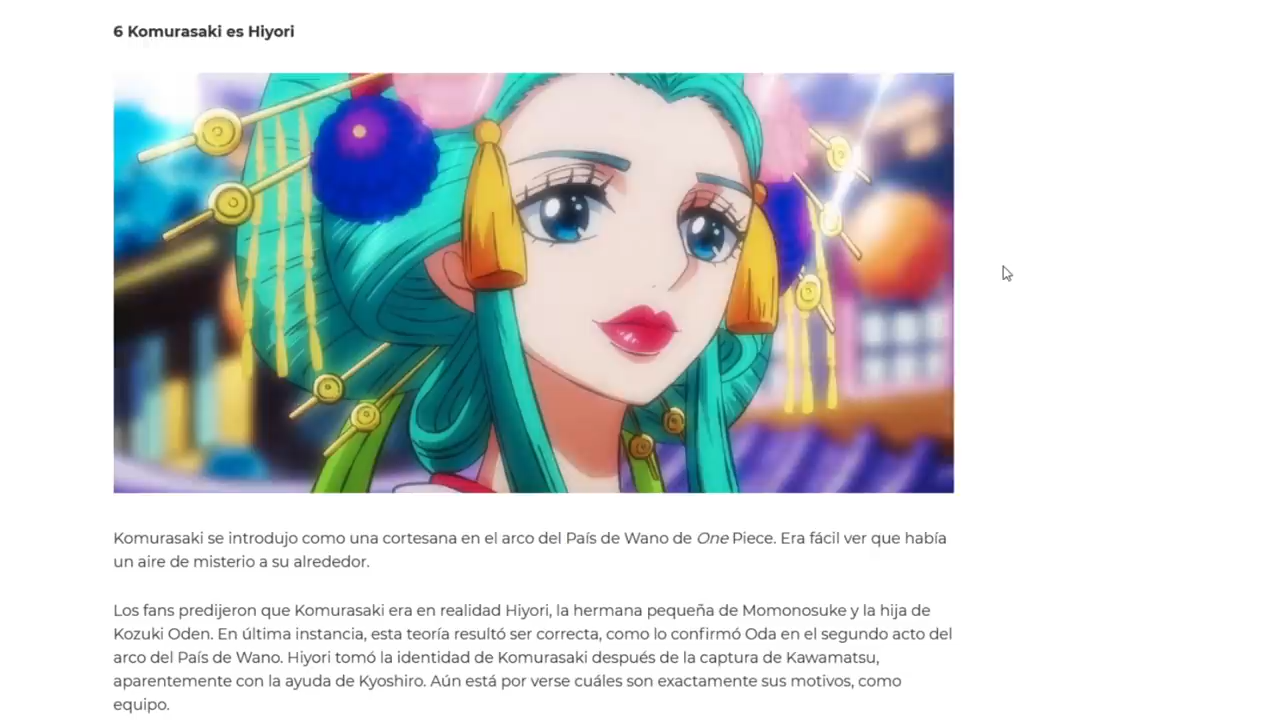 6 Komurasaki es Hiyori
Komurasaki se introdujo como una cortesana en el arco del País de Wano de One Piece. Era fácil ver que había
un aire de misterio a su alrededor.
Los fans predijeron que Komurasaki era en realidad Hiyori, la hermana pequeña de Momonosuke y la hija de
Kozuki Oden. En última instancia, esta teoría resultó ser correcta, como lo confirmó Oda en el segundo acto del
arco del País de Wano. Hiyori tomó la identidad de Komurasaki después de la captura de Kawamatsu,
aparentemente con la ayuda de Kyoshiro. Aún está por verse cuáles son exactamente sus motivos, como
equipo.